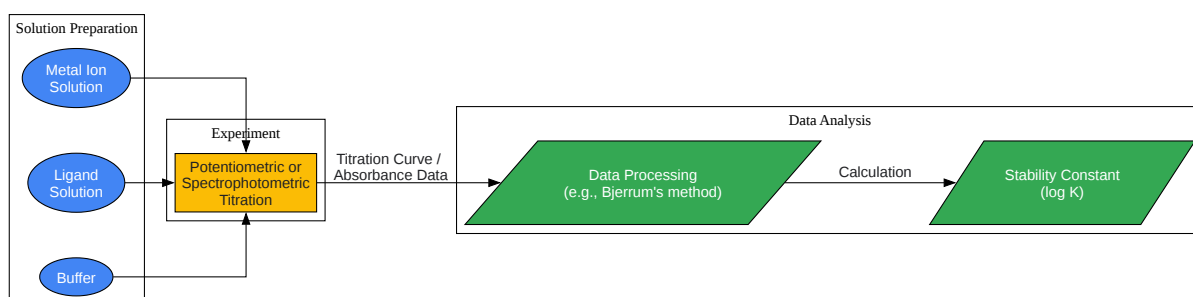 Solution Preparation
Metal Ion
Solution
Ligand
Solution
Buffer
Experiment
Potentiometric or
Spectrophotometric
Titration
Titration Curve /
Absorbance Data
Data Analysis
Data Processing
(e.g., Bjerrum's method)
Calculation
Stability Constant
(log K)